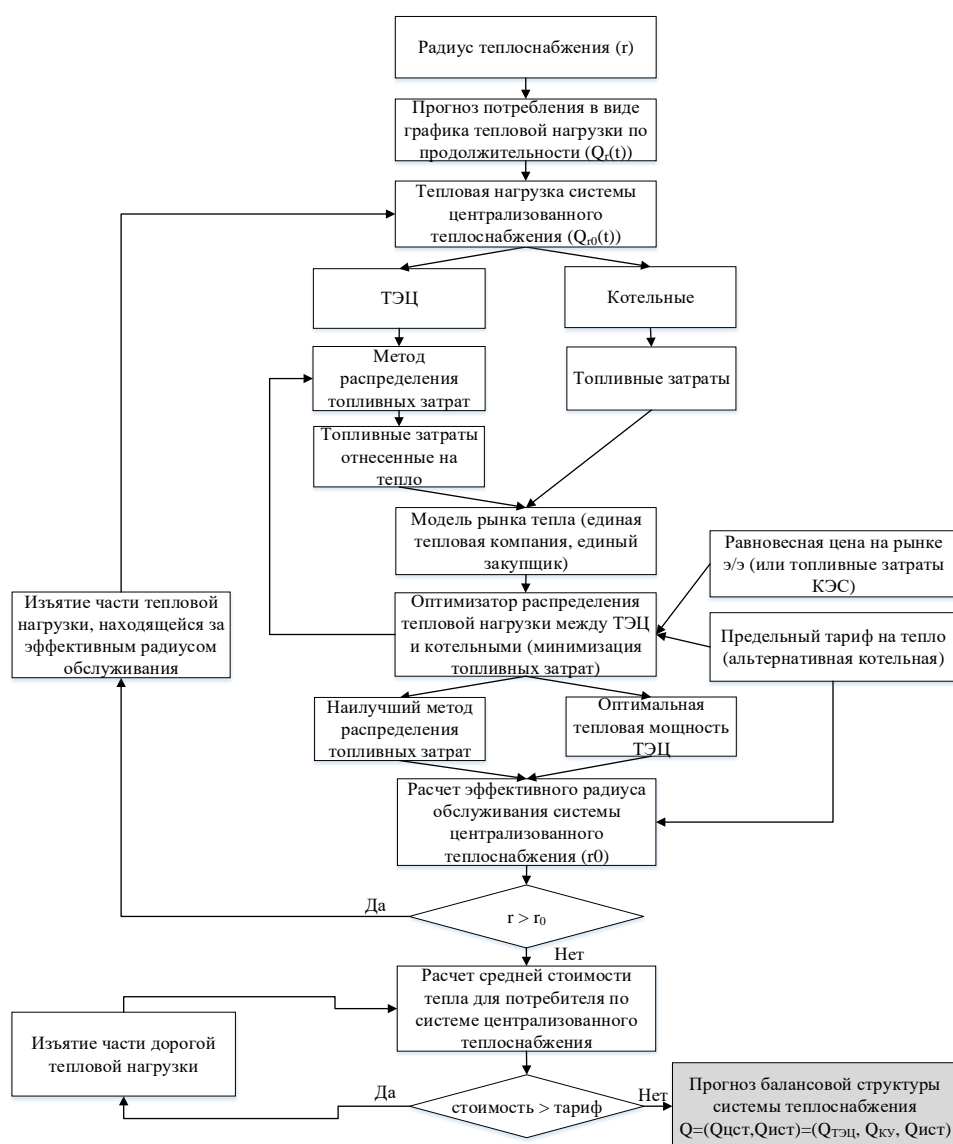 Радиус теплоснабжения (r)
Прогноз потребления в виде
графика тепловой нагрузки по
продолжительности (Qr(t))
Тепловая нагрузка системы
централизованного
теплоснабжения (Qr0(t))
ТЭЦ
Котельные
Метод
распределения
топливных затрат
Топливные затраты
Топливные затраты
отнесенные на
тепло
Модель рынка тепла (единая
тепловая компания, единый
закупщик)
Равновесная цена на рынке
э/э (или топливные затраты
КЭС)
Изъятие части тепловой
нагрузки, находящейся за
эффективным радиусом
обслуживания
Оптимизатор распределения
тепловой нагрузки между ТЭЦ
и котельными (минимизация
топливных затрат)
Предельный тариф на тепло
(альтернативная котельная)
Наилучший метод
распределения
топливных затрат
Оптимальная
тепловая мощность
ТЭЦ
Расчет эффективного радиуса
обслуживания системы
централизованного
теплоснабжения (r0)
Да
r > r0
Нет
Расчет средней стоимости
тепла для потребителя по
системе централизованного
теплоснабжения
Изъятие части дорогой
тепловой нагрузки
Да
стоимость > тариф
Нет
Прогноз балансовой структуры
системы теплоснабжения
Q=(Qцст,Qист)=(QТЭЦ, QКУ, Qист)